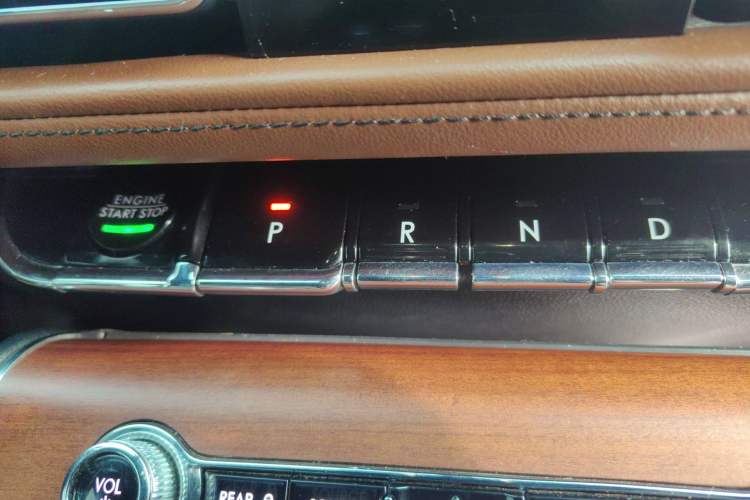 ENGINE
START STOP
P
R
N
D
VOL
REAR